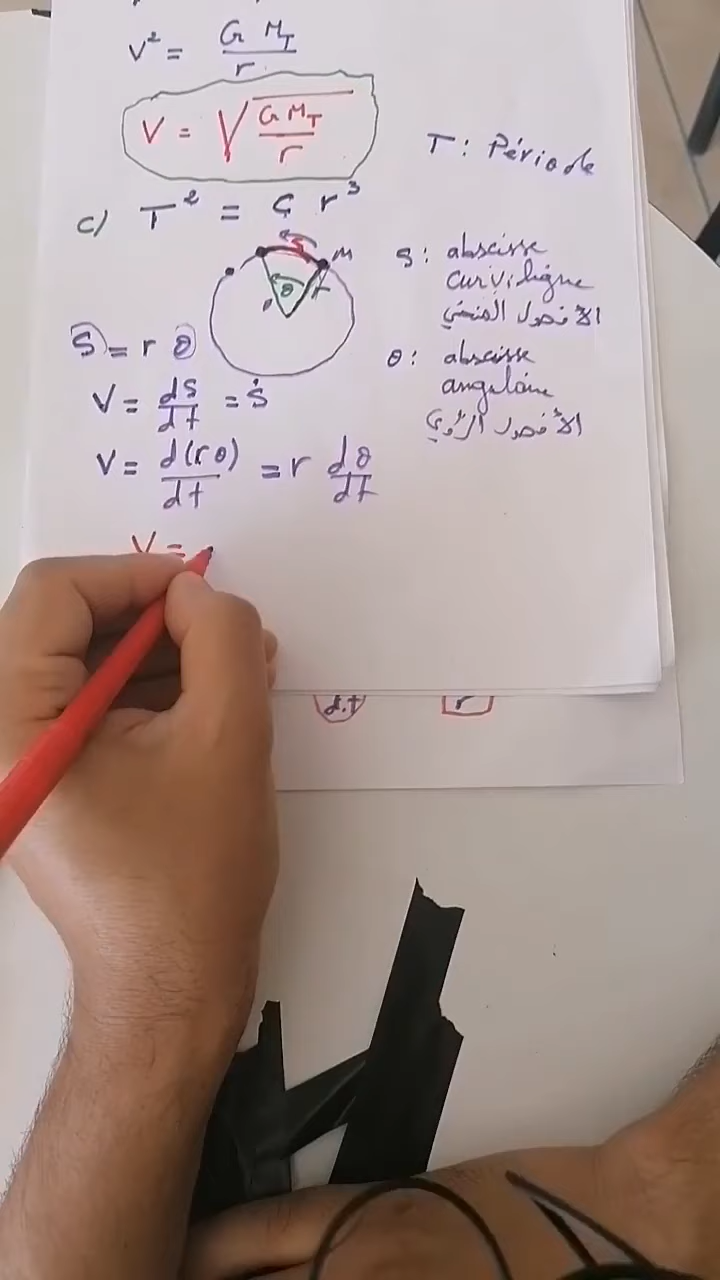 V² = G M_T / r
V = √(G M_T / r)
T : Période
c) T² = C r³
S
M
θ
r
S : abscisse
curviligne
الأفصول المنحني
S = r θ
θ : abscisse
angulaire
الأفصول الزاوي
V = dS/dt = Ṡ
V = d(rθ)/dt = r dθ/dt
V =
d.t
r